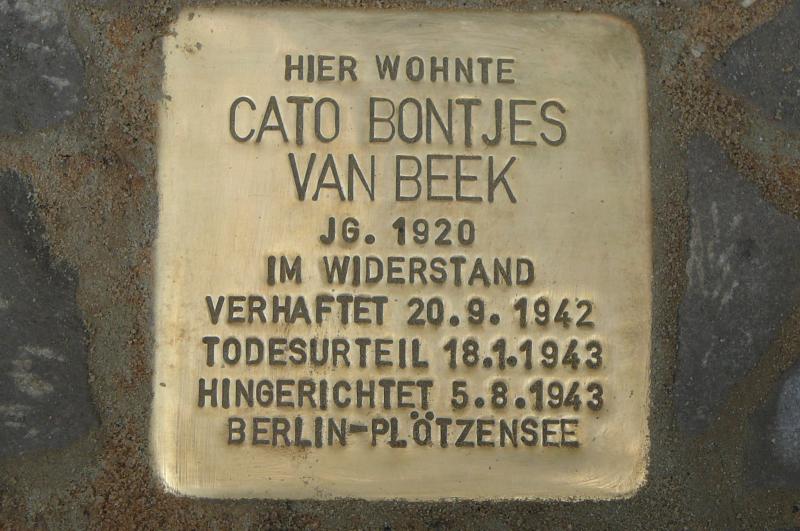 HIER WOHNTE
CATO BONTJES
VAN BEEK
JG. 1920
IM WIDERSTAND
VERHAFTET 20.9.1942
TODESURTEIL 18.1.1943
HINGERICHTET 5.8.1943
BERLIN-PLÖTZENSEE